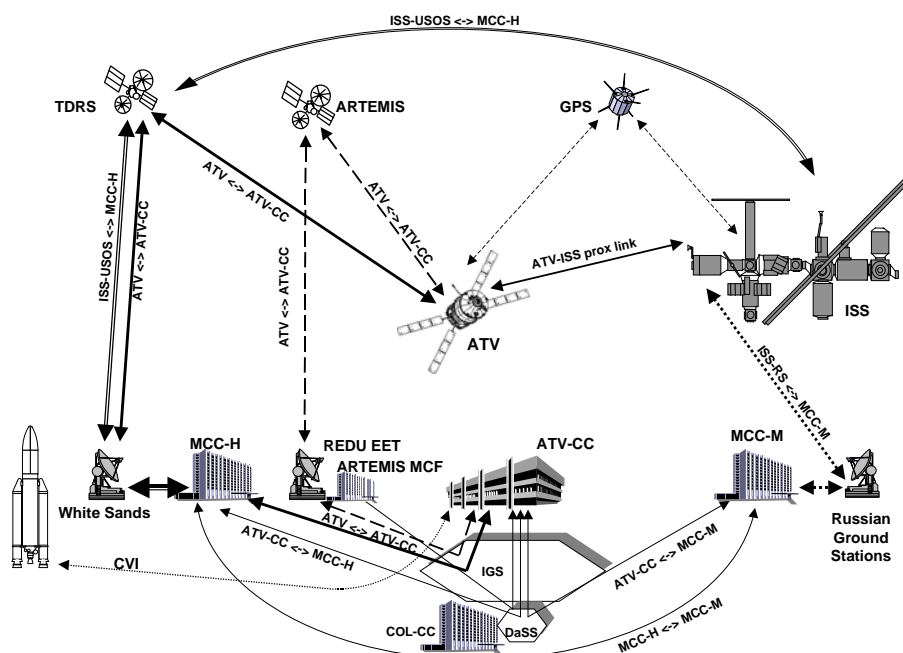 ISS-USOS <-> MCC-H
TDRS
ARTEMIS
GPS
ISS-USOS <-> MCC-H
ATV <-> ATV-CC
ATV <-> ATV-CC
ATV <-> ATV-CC
ATV <-> ATV-CC
ATV-ISS prox link
ISS
ATV
ISS-RS <-> MCC-M
MCC-H
REDU EET
ARTEMIS MCF
ATV-CC
MCC-M
White Sands
Russian
Ground
Stations
ATV <-> ATV-CC
ATV-CC <-> MCC-H
CVI
IGS
ATV-CC <-> MCC-M
COL-CC
DaSS
MCC-H <-> MCC-M